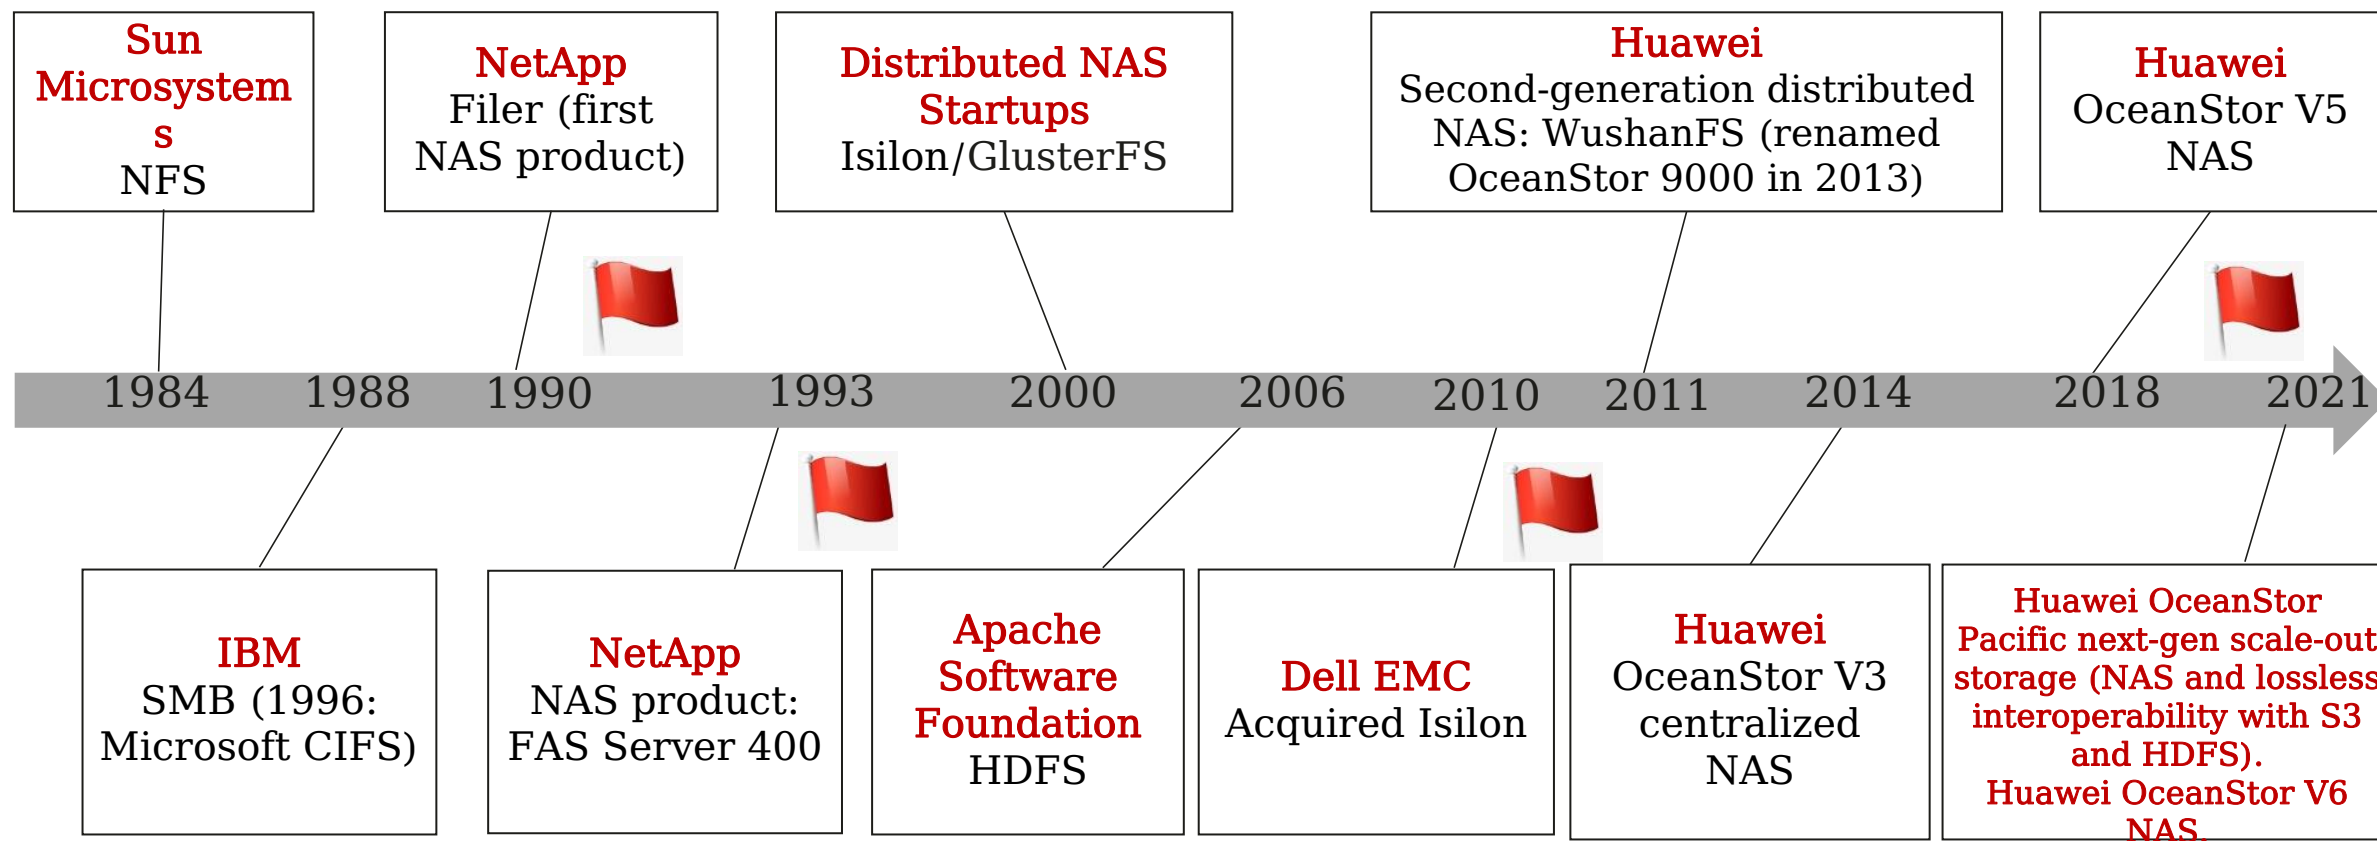 Sun
Microsystem
s
NFS
NetApp
Filer (first
NAS product)
Distributed NAS
Startups
Isilon/GlusterFS
Huawei
Second-generation distributed
NAS: WushanFS (renamed
OceanStor 9000 in 2013)
Huawei
OceanStor V5
NAS
1984 1988 1990 1993 2000 2006 2010 2011 2014 2018 2021
IBM
SMB (1996:
Microsoft CIFS)
NetApp
NAS product:
FAS Server 400
Apache
Software
Foundation
HDFS
Dell EMC
Acquired Isilon
Huawei
OceanStor V3
centralized
NAS
Huawei OceanStor
Pacific next-gen scale-out
storage (NAS and lossless
interoperability with S3
and HDFS).
Huawei OceanStor V6
NAS.